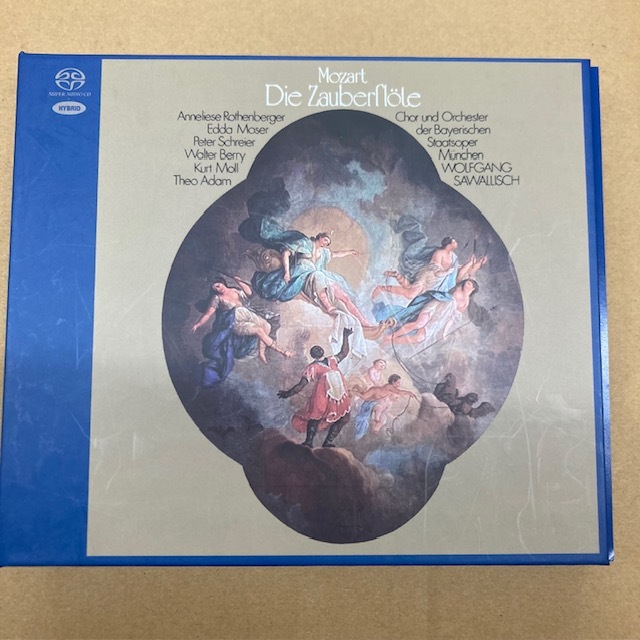 SUPER AUDIO CD
HYBRID
Mozart
Die Zauberflöte
Anneliese Rothenberger
Edda Moser
Peter Schreier
Walter Berry
Kurt Moll
Theo Adam
Chor und Orchester
der Bayerischen
Staatsoper
München
WOLFGANG
SAWALLISCH